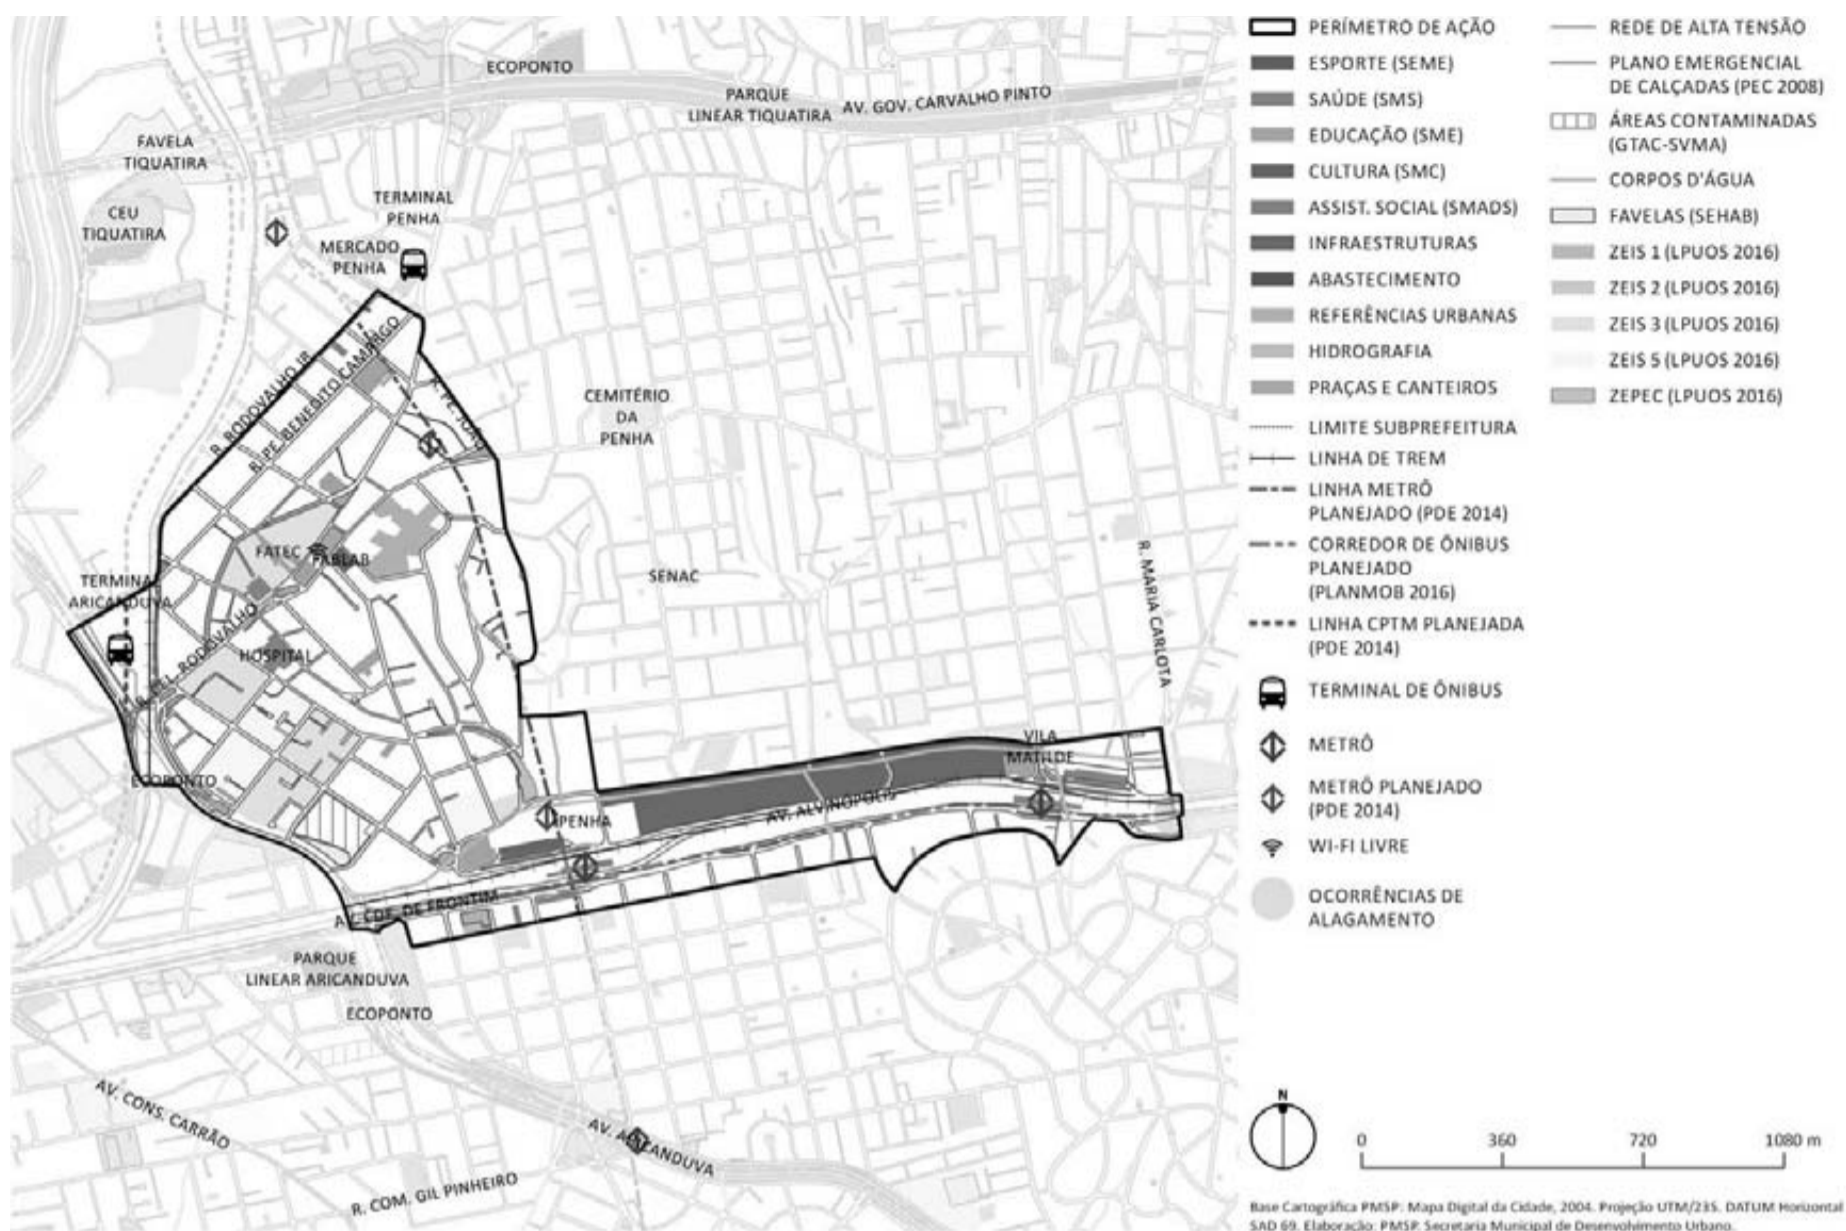 ECOPONTO
PARQUE
LINEAR TIQUATIRA
AV. GOV. CARVALHO PINTO
FAVELA
TIQUATIRA
CEU
TIQUATIRA
TERMINAL
PENHA
MERCADO
PENHA
R. RODOVALHO JR.
R. PE. BENEDITO CAMARGO
R. PE. JOÃO
CEMITÉRIO
DA
PENHA
FATEC
FABLAB
SENAC
R. MARIA CARLOTA
TERMINAL
ARICANDUVA
R. CEL. RODOVALHO
HOSPITAL
ECOPONTO
VILA
MATILDE
AV. ALVINÓPOLIS
PENHA
AV. CDE. DE FRONTIM
PARQUE
LINEAR ARICANDUVA
ECOPONTO
AV. CONS. CARRÃO
AV. ARICANDUVA
R. COM. GIL PINHEIRO
PERÍMETRO DE AÇÃO
ESPORTE (SEME)
SAÚDE (SMS)
EDUCAÇÃO (SME)
CULTURA (SMC)
ASSIST. SOCIAL (SMADS)
INFRAESTRUTURAS
ABASTECIMENTO
REFERÊNCIAS URBANAS
HIDROGRAFIA
PRAÇAS E CANTEIROS
LIMITE SUBPREFEITURA
LINHA DE TREM
LINHA METRÔ
PLANEJADO (PDE 2014)
CORREDOR DE ÔNIBUS
PLANEJADO
(PLANMOB 2016)
LINHA CPTM PLANEJADA
(PDE 2014)
TERMINAL DE ÔNIBUS
METRÔ
METRÔ PLANEJADO
(PDE 2014)
WI-FI LIVRE
OCORRÊNCIAS DE
ALAGAMENTO
REDE DE ALTA TENSÃO
PLANO EMERGENCIAL
DE CALÇADAS (PEC 2008)
ÁREAS CONTAMINADAS
(GTAC-SVMA)
CORPOS D'ÁGUA
FAVELAS (SEHAB)
ZEIS 1 (LPUOS 2016)
ZEIS 2 (LPUOS 2016)
ZEIS 3 (LPUOS 2016)
ZEIS 5 (LPUOS 2016)
ZEPEC (LPUOS 2016)
N
0 360 720 1080 m
Base Cartográfica PMSP: Mapa Digital da Cidade, 2004. Projeção UTM/23S. DATUM Horizontal
SAD 69. Elaboração: PMSP. Secretaria Municipal de Desenvolvimento Urbano.